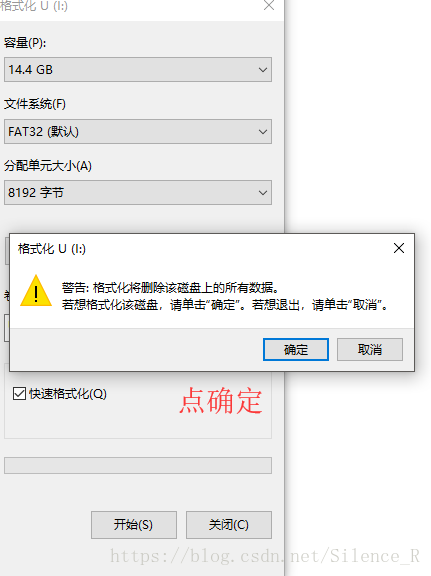 格式化 U (I:)
容量(P):
14.4 GB
文件系统(F)
FAT32 (默认)
分配单元大小(A)
8192 字节
格式化 U (I:)
警告: 格式化将删除该磁盘上的所有数据。
若想格式化该磁盘，请单击“确定”。若想退出，请单击“取消”。
确定
取消
快速格式化(Q)
点确定
开始(S)
关闭(C)
https://blog.csdn.net/Silence_R